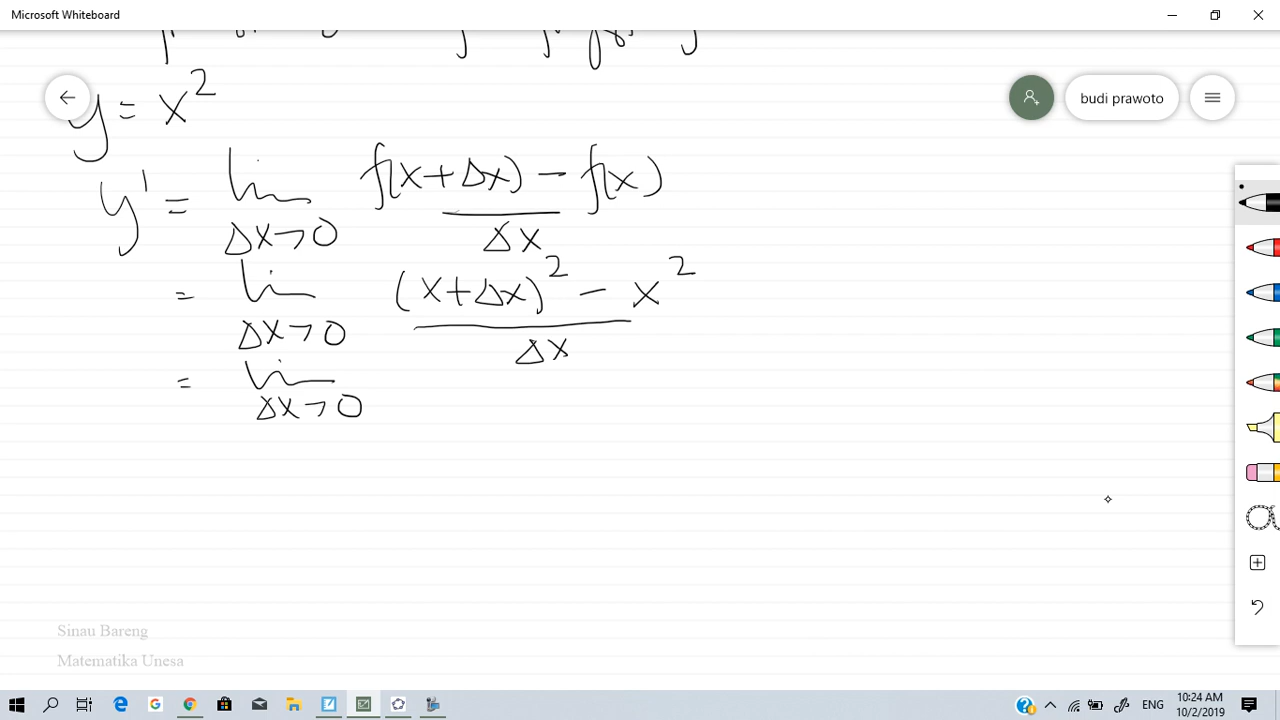 Microsoft Whiteboard
budi prawoto
y = x²
y' = lim f(x+Δx) - f(x)
Δx→0 Δx
= lim (x+Δx)² - x²
Δx→0 Δx
= lim
Δx→0
Sinau Bareng
Matematika Unesa
ENG
10:24 AM
10/2/2019